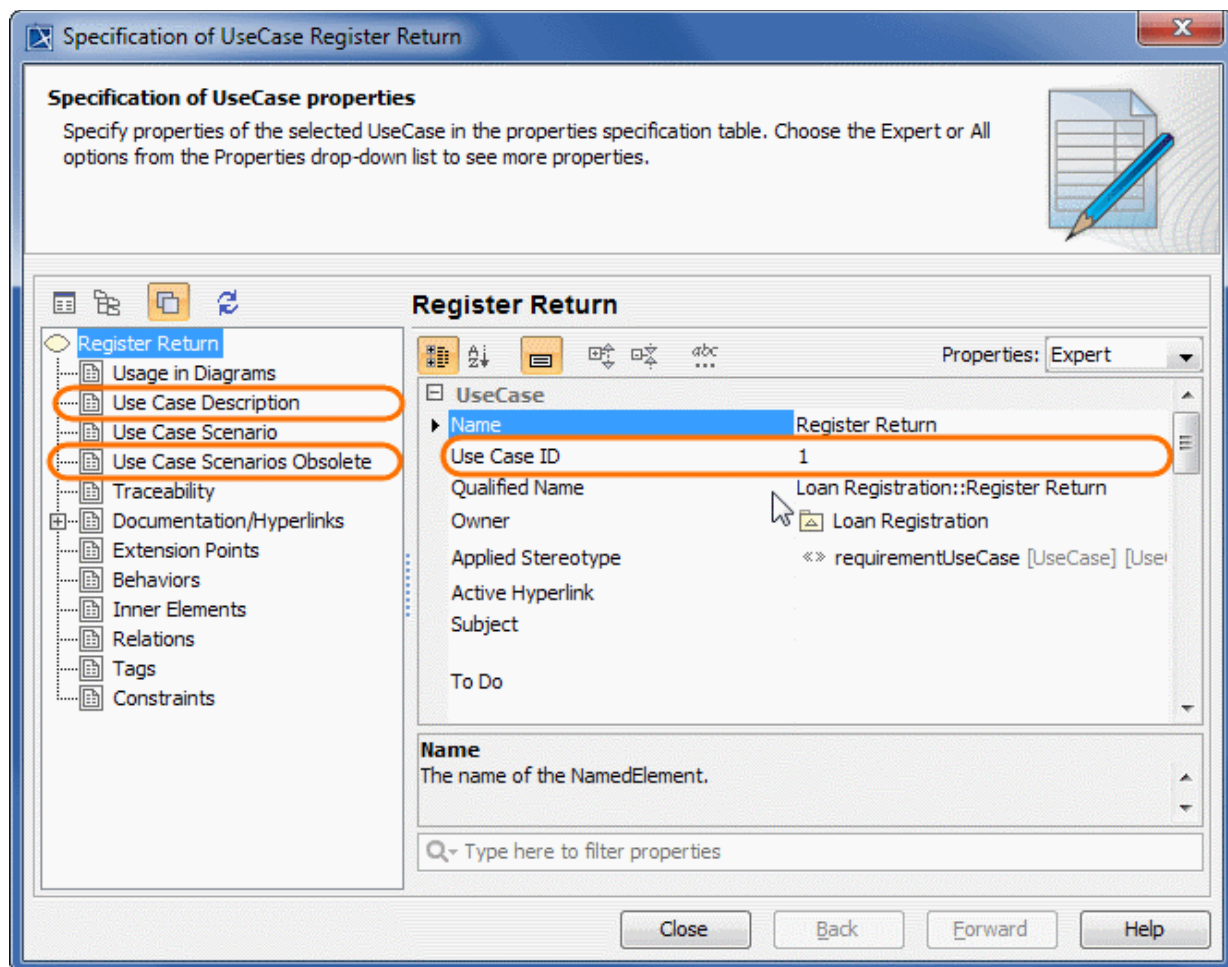 Specification of UseCase Register Return
x
Specification of UseCase properties
Specify properties of the selected UseCase in the properties specification table. Choose the Expert or All
options from the Properties drop-down list to see more properties.
Register Return
Register Return
Usage in Diagrams
Use Case Description
Use Case Scenario
Use Case Scenarios Obsolete
Traceability
Documentation/Hyperlinks
Extension Points
Behaviors
Inner Elements
Relations
Tags
Constraints
A Z
abc
Properties: Expert
UseCase
Name Register Return
Use Case ID 1
Qualified Name Loan Registration::Register Return
Owner Loan Registration
Applied Stereotype «» requirementUseCase [UseCase] [Use
Active Hyperlink
Subject
To Do
Name
The name of the NamedElement.
Type here to filter properties
Close Back Forward Help